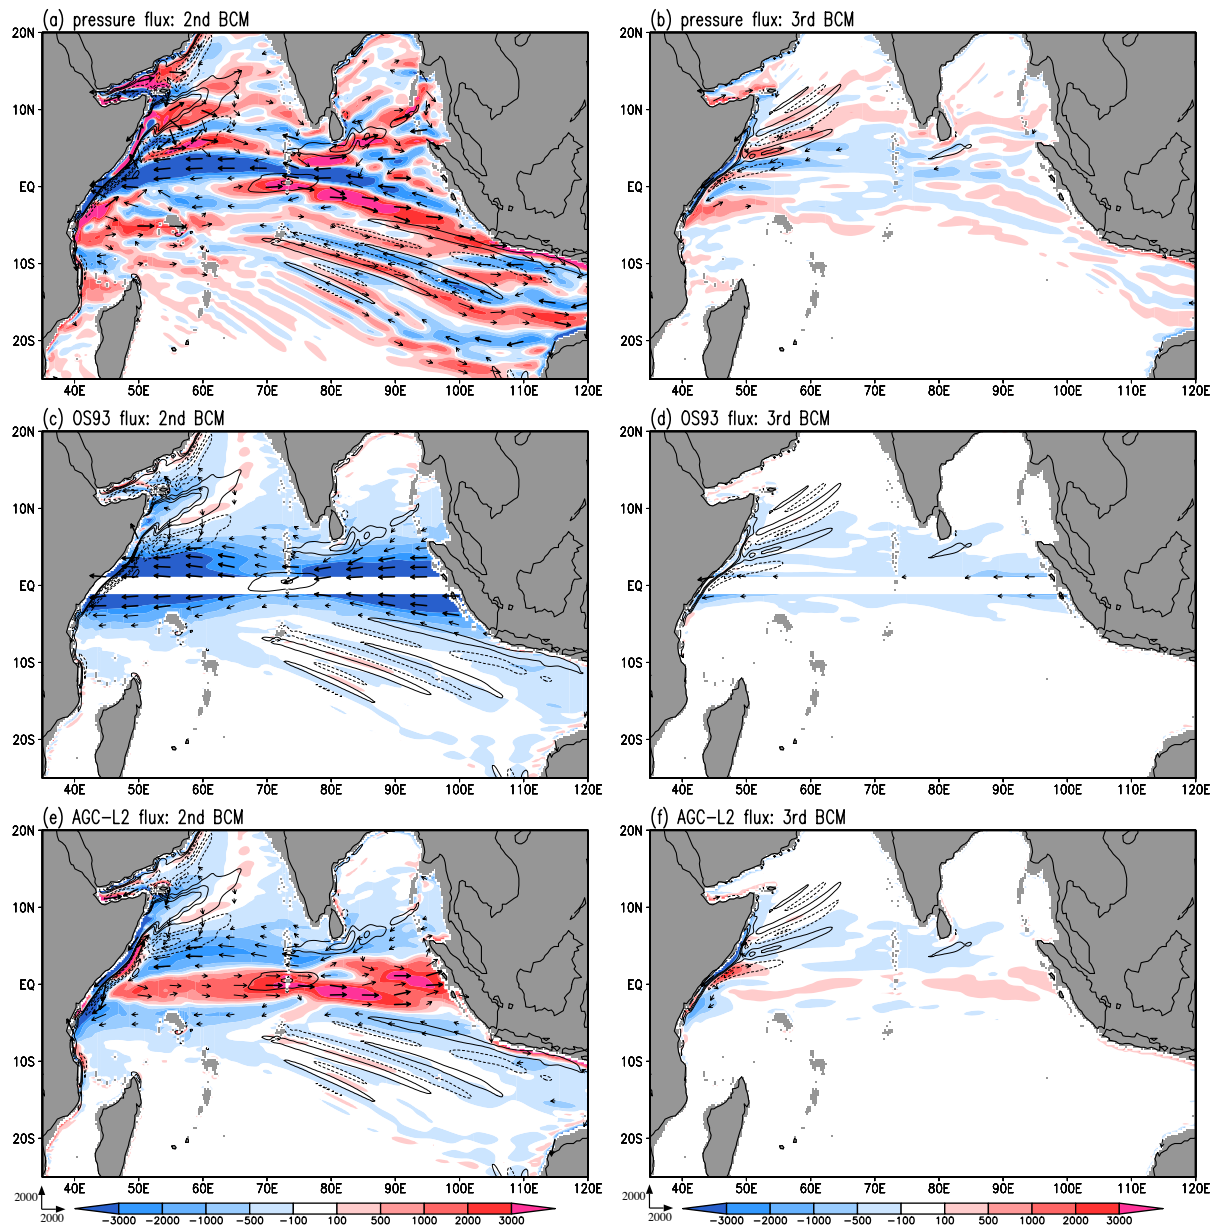 (a) pressure flux: 2nd BCM
20N
10N
EQ
10S
20S
40E 50E 60E 70E 80E 90E 100E 110E 120E
(b) pressure flux: 3rd BCM
20N
10N
EQ
10S
20S
40E 50E 60E 70E 80E 90E 100E 110E 120E
(c) OS93 flux: 2nd BCM
20N
10N
EQ
10S
20S
40E 50E 60E 70E 80E 90E 100E 110E 120E
(d) OS93 flux: 3rd BCM
20N
10N
EQ
10S
20S
40E 50E 60E 70E 80E 90E 100E 110E 120E
(e) AGC-L2 flux: 2nd BCM
20N
10N
EQ
10S
20S
40E 50E 60E 70E 80E 90E 100E 110E 120E
2000
2000
-3000 -2000 -1000 -500 -100 100 500 1000 2000 3000
(f) AGC-L2 flux: 3rd BCM
20N
10N
EQ
10S
20S
40E 50E 60E 70E 80E 90E 100E 110E 120E
2000
2000
-3000 -2000 -1000 -500 -100 100 500 1000 2000 3000